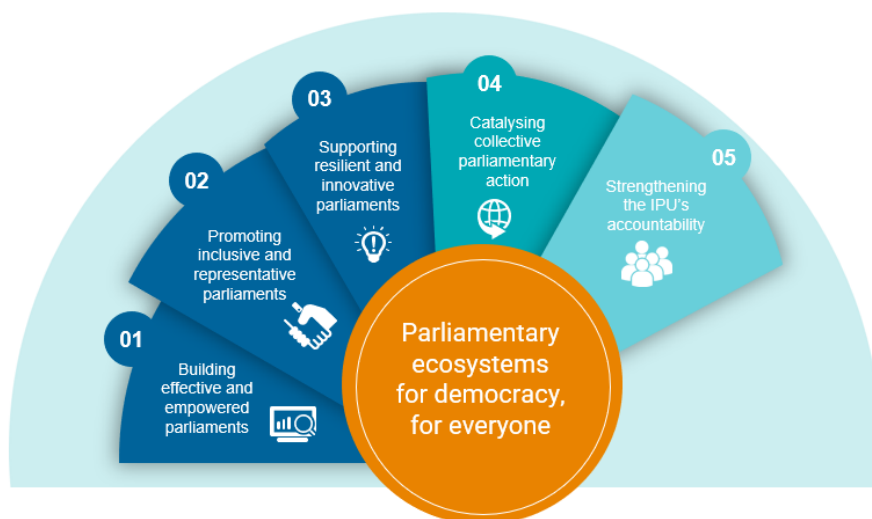 01
Building
effective and
empowered
parliaments
02
Promoting
inclusive and
representative
parliaments
03
Supporting
resilient and
innovative
parliaments
04
Catalysing
collective
parliamentary
action
05
Strengthening
the IPU's
accountability
Parliamentary
ecosystems
for democracy,
for everyone